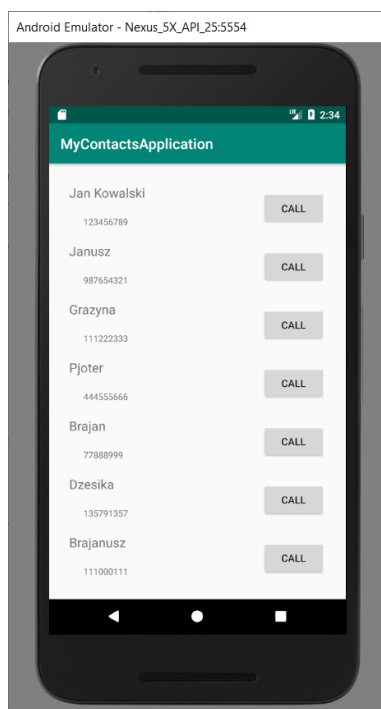 Android Emulator - Nexus_5X_API_25:5554
2:34
MyContactsApplication
Jan Kowalski
CALL
123456789
Janusz
CALL
987654321
Grazyna
CALL
111222333
Pjoter
CALL
444555666
Brajan
CALL
77888999
Dzesika
CALL
135791357
Brajanusz
CALL
111000111